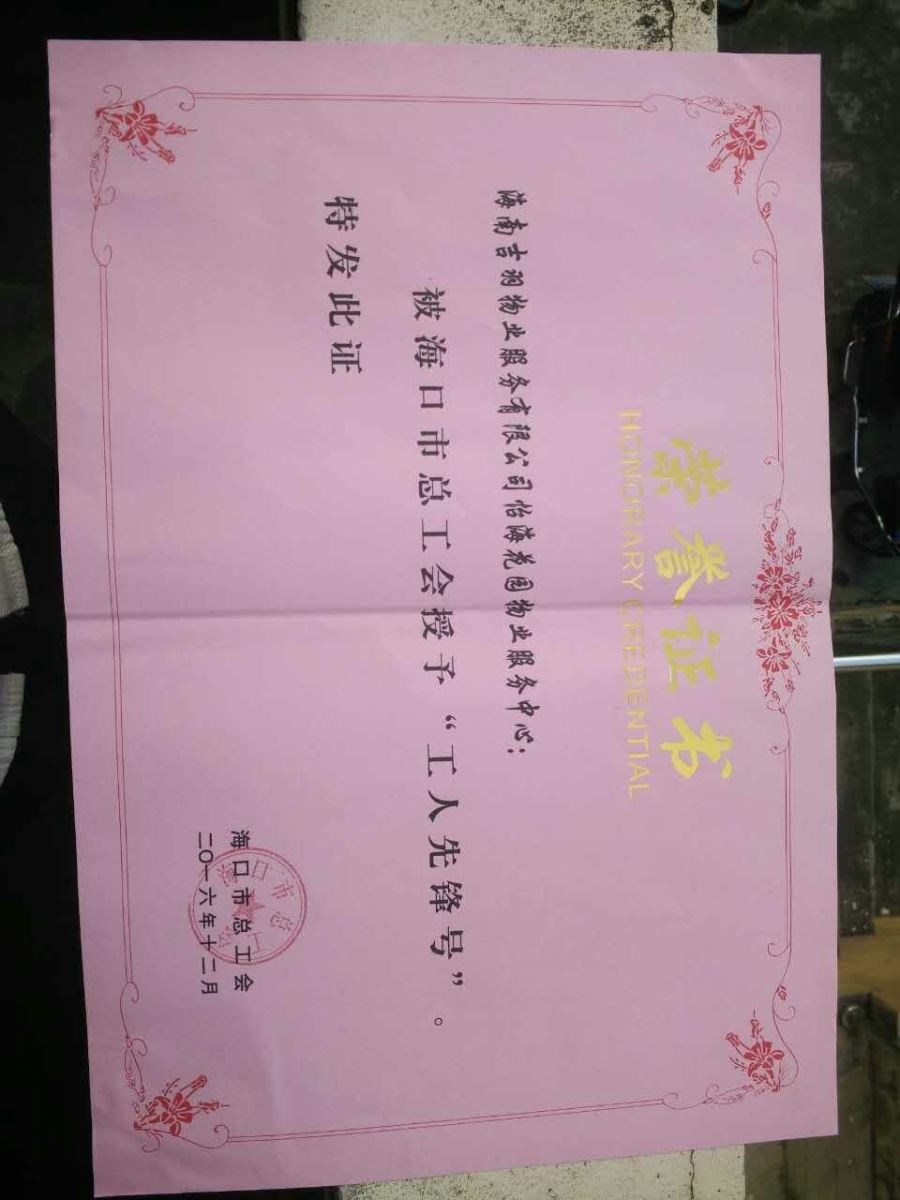 荣誉证书
HONORARY CREDENTIAL
海南吉羽物业服务有限公司怡海花园物业服务中心：
被海口市总工会授予“工人先锋号”。
特发此证
海口市总工会
二〇一六年十二月